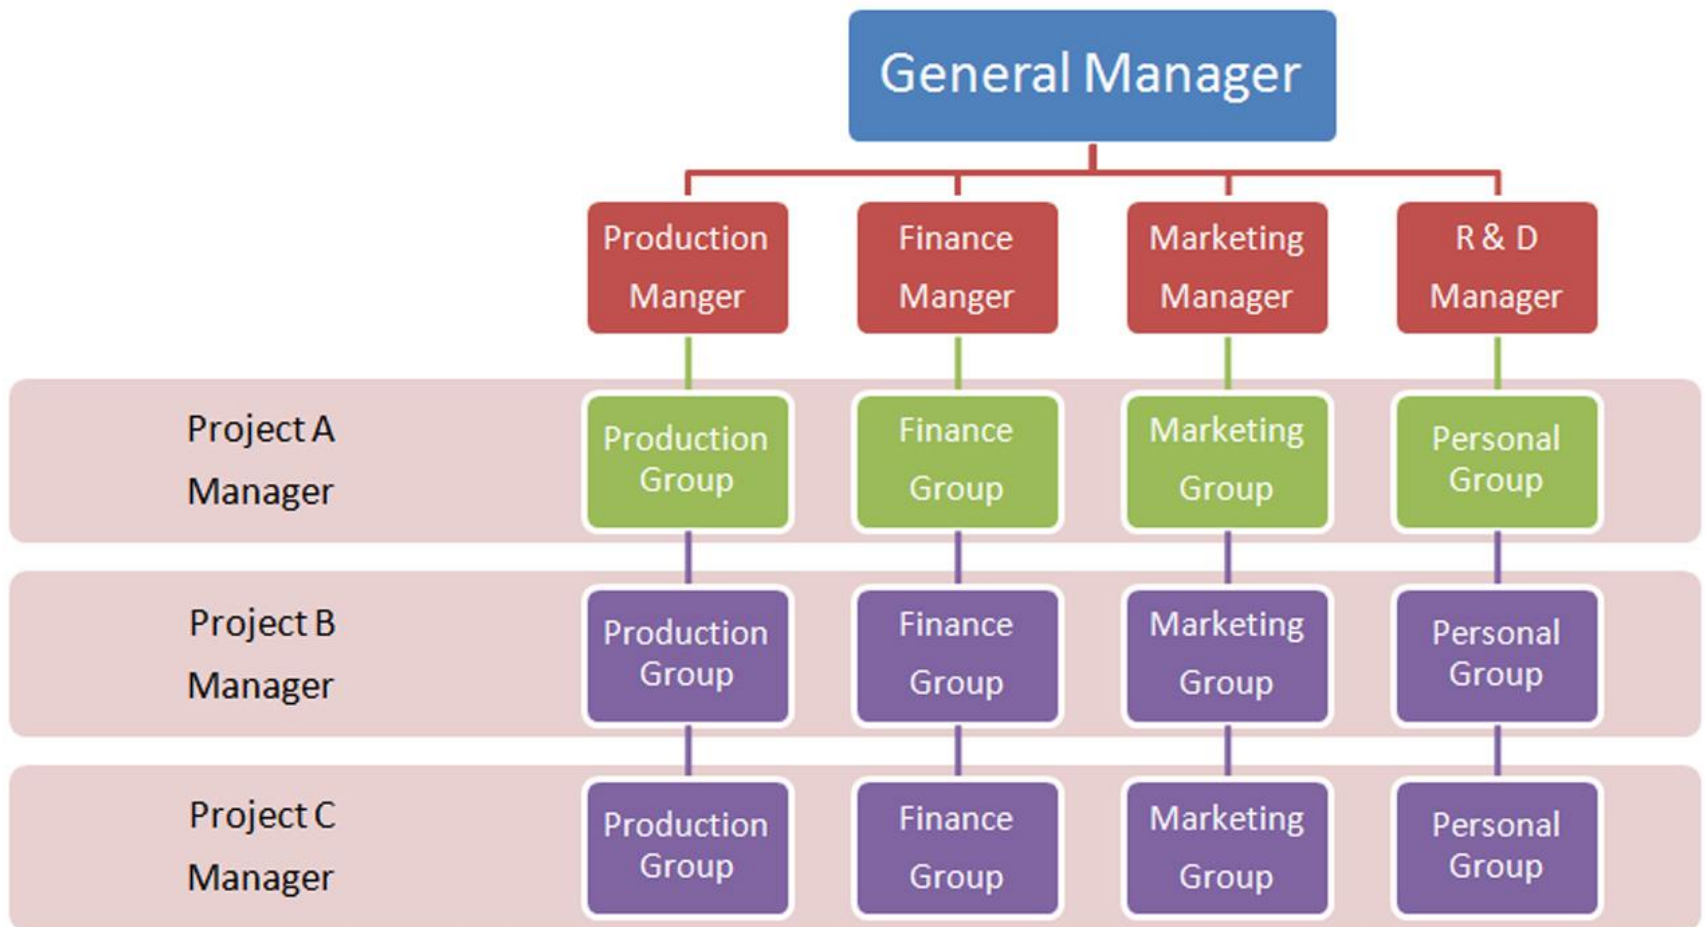 General Manager
Production
Manger
Finance
Manger
Marketing
Manager
R & D
Manager
Project A
Manager
Production
Group
Finance
Group
Marketing
Group
Personal
Group
Project B
Manager
Production
Group
Finance
Group
Marketing
Group
Personal
Group
Project C
Manager
Production
Group
Finance
Group
Marketing
Group
Personal
Group